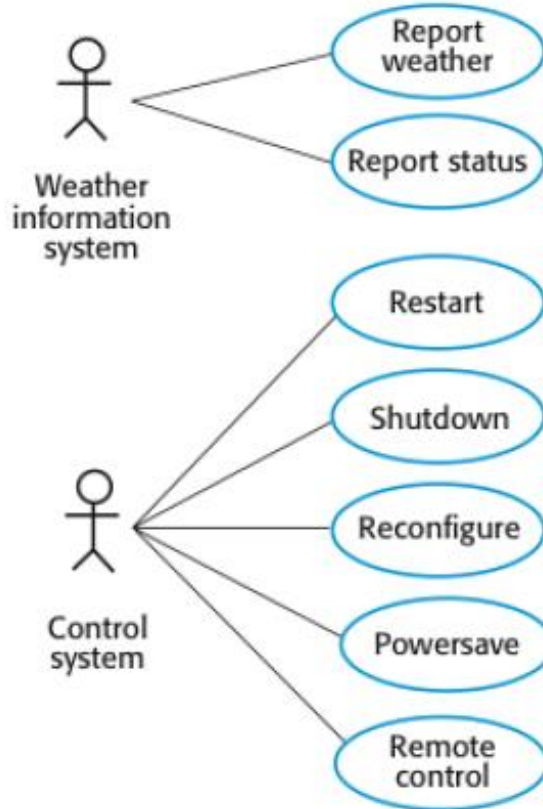 Report
weather
Report status
Weather
information
system
Restart
Shutdown
Reconfigure
Powersave
Control
system
Remote
control